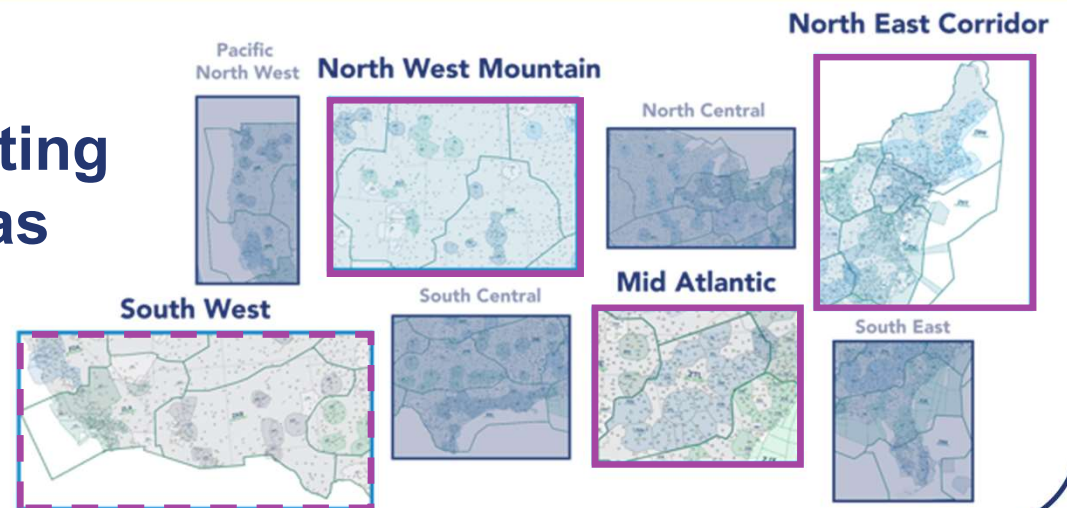 North East Corridor
Pacific
North West
North West Mountain
North Central
ting
as
South West
South Central
Mid Atlantic
South East